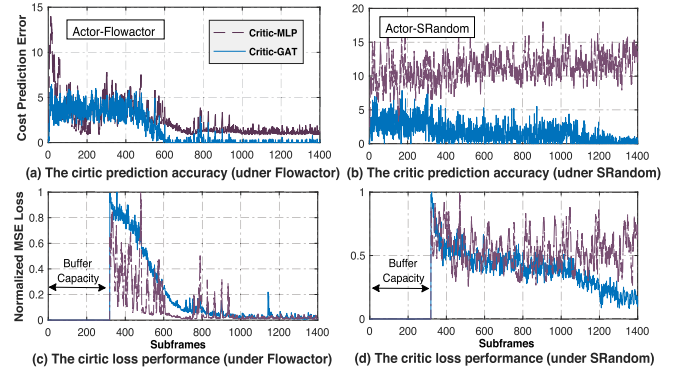 15
10
5
0
Cost Prediction Error
Actor-Flowactor
Critic-MLP
Critic-GAT
0 200 400 600 800 1000 1200 1400
(a) The cirtic prediction accuracy (udner Flowactor)
20
15
10
5
0
Actor-SRandom
0 200 400 600 800 1000 1200 1400
(b) The critic prediction accuracy (udner SRandom)
1
0.8
0.6
0.4
0.2
0
Normalized MSE Loss
Buffer
Capacity
0 200 400 600 800 1000 1200 1400
Subframes
(c) The cirtic loss performance (under Flowactor)
1
0.5
0
Buffer
Capacity
0 200 400 600 800 1000 1200 1400
Subframes
(d) The critic loss performance (under SRandom)